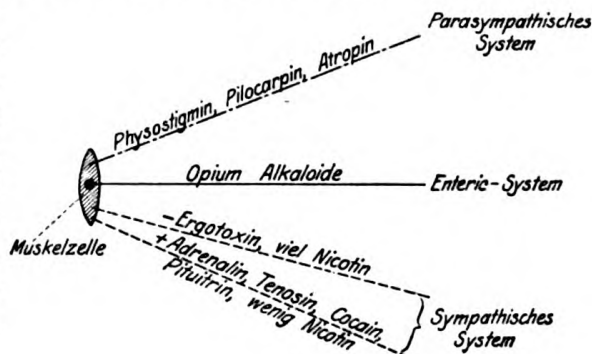 Parasympathisches
System
Physostigmin, Pilocarpin, Atropin
Opium Alkaloide
Enteric-System
Muskelzelle
- Ergotoxin, viel Nicotin
+ Adrenalin, Tenosin, Cocain,
Pituitrin, wenig Nicotin
Sympathisches
System